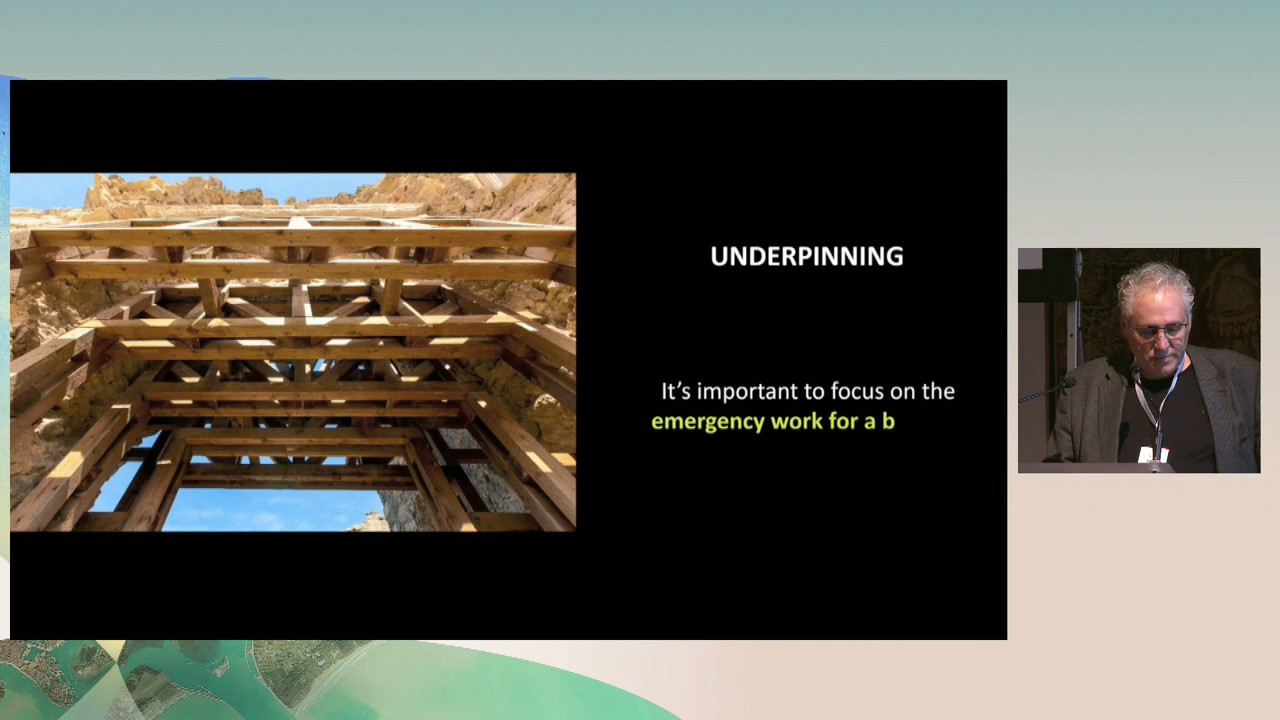 UNDERPINNING
It's important to focus on the
emergency work for a b